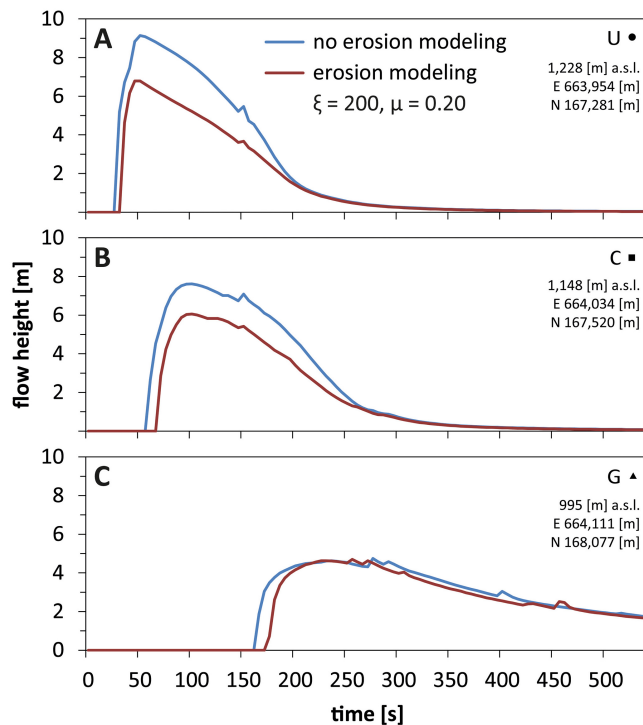 10
8
6
4
2
A
no erosion modeling
erosion modeling
ξ = 200, µ = 0.20
U
1,228 [m] a.s.l.
E 663,954 [m]
N 167,281 [m]
10
8
6
4
2
B
C
1,148 [m] a.s.l.
E 664,034 [m]
N 167,520 [m]
flow height [m]
10
8
6
4
2
0
C
G
995 [m] a.s.l.
E 664,111 [m]
N 168,077 [m]
0 50 100 150 200 250 300 350 400 450 500
time [s]